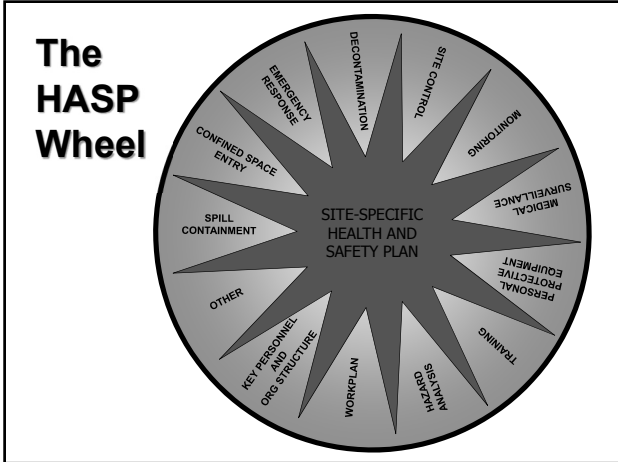 The
HASP
Wheel
DECONTAMINATION
SITE CONTROL
MONITORING
MEDICAL
SURVEILLANCE
PERSONAL
PROTECTIVE
EQUIPMENT
TRAINING
HAZARD
ANALYSIS
WORKPLAN
KEY PERSONNEL
AND
ORG STRUCTURE
OTHER
SPILL
CONTAINMENT
CONFINED SPACE
ENTRY
EMERGENCY
RESPONSE
SITE-SPECIFIC
HEALTH AND
SAFETY PLAN